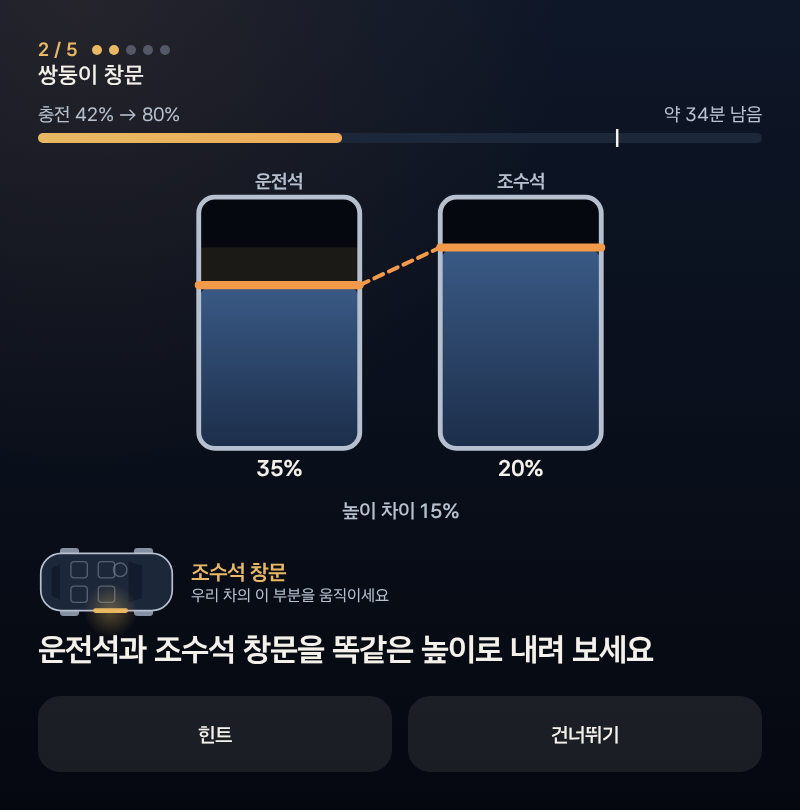 2 / 5
쌍둥이 창문
충전 42% → 80%
약 34분 남음
운전석
조수석
35%
20%
높이 차이 15%
조수석 창문
우리 차의 이 부분을 움직이세요
운전석과 조수석 창문을 똑같은 높이로 내려 보세요
힌트
건너뛰기